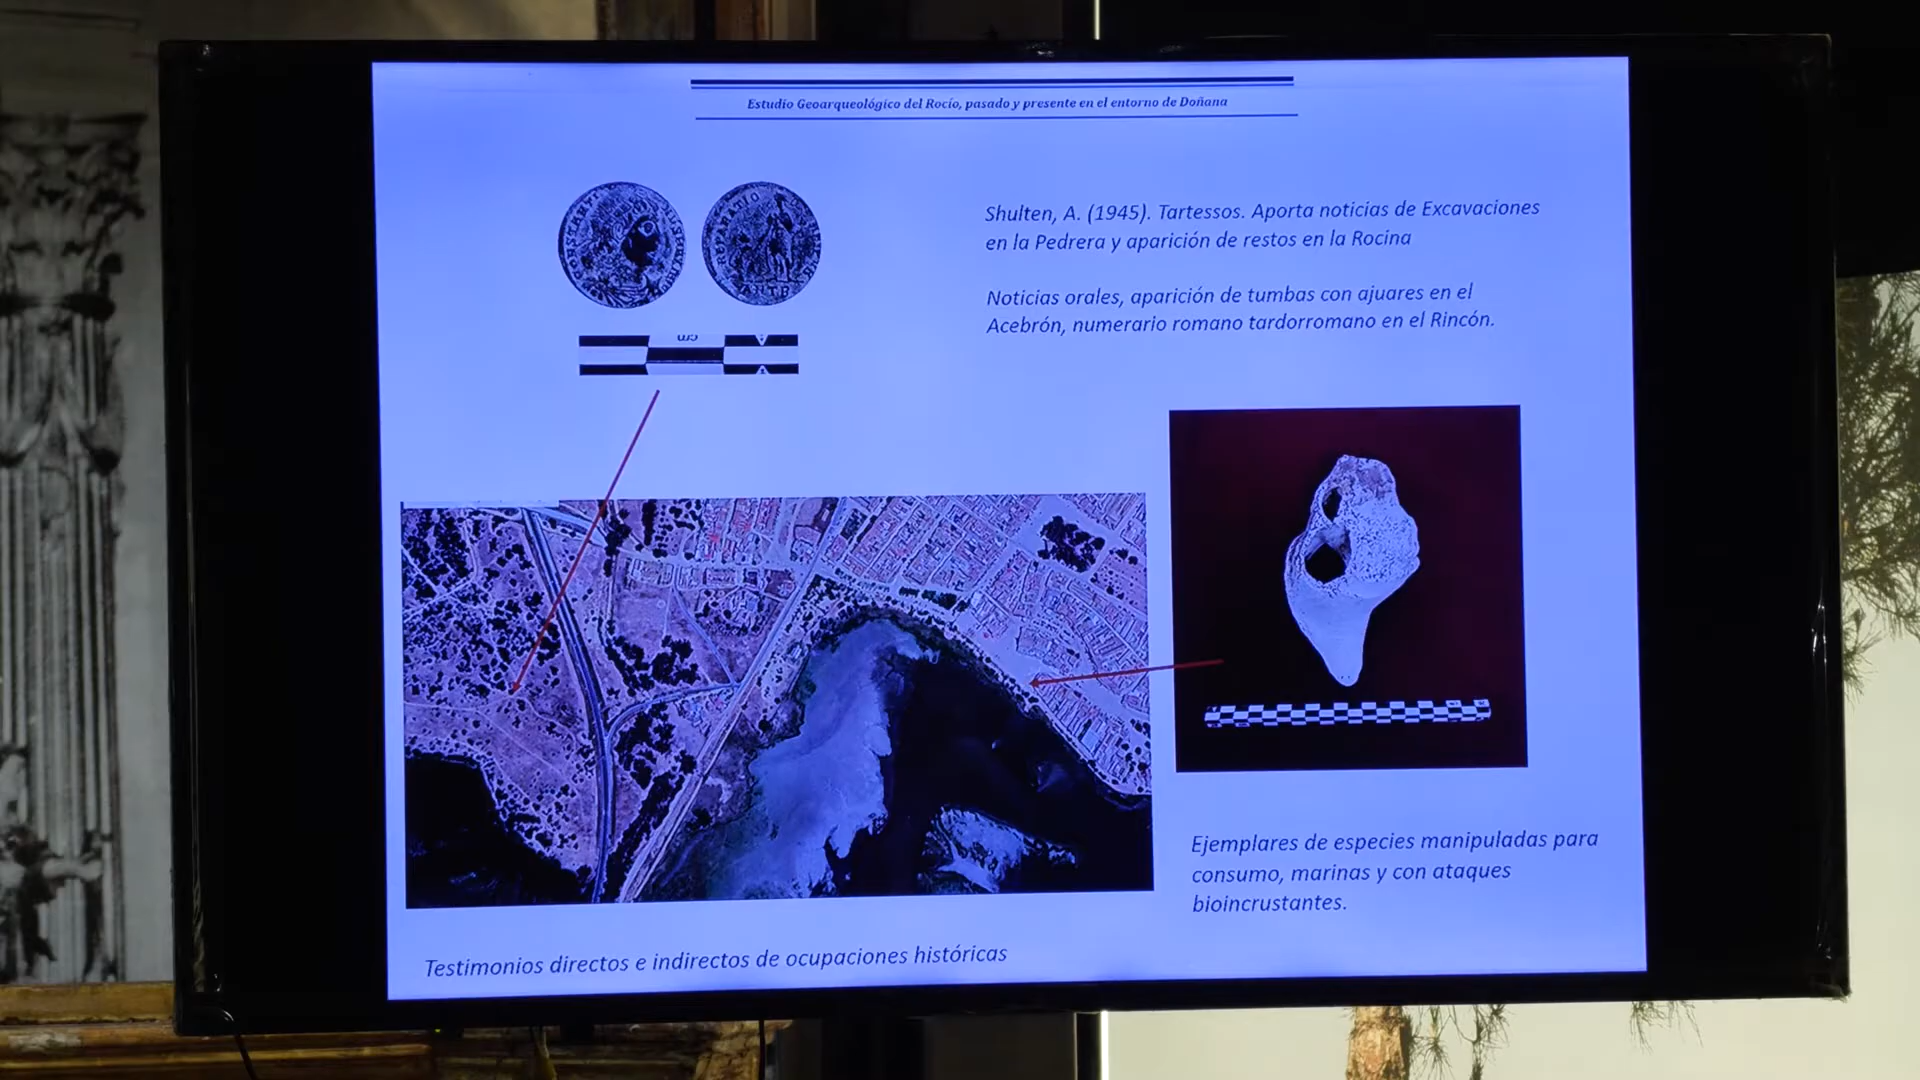 Estudio Geoarqueológico del Rocío, pasado y presente en el entorno de Doñana
REPARATIO
cm
Shulten, A. (1945). Tartessos. Aporta noticias de Excavaciones
en la Pedrera y aparición de restos en la Rocina
Noticias orales, aparición de tumbas con ajuares en el
Acebrón, numerario romano tardorromano en el Rincón.
Ejemplares de especies manipuladas para
consumo, marinas y con ataques
bioincrustantes.
Testimonios directos e indirectos de ocupaciones históricas